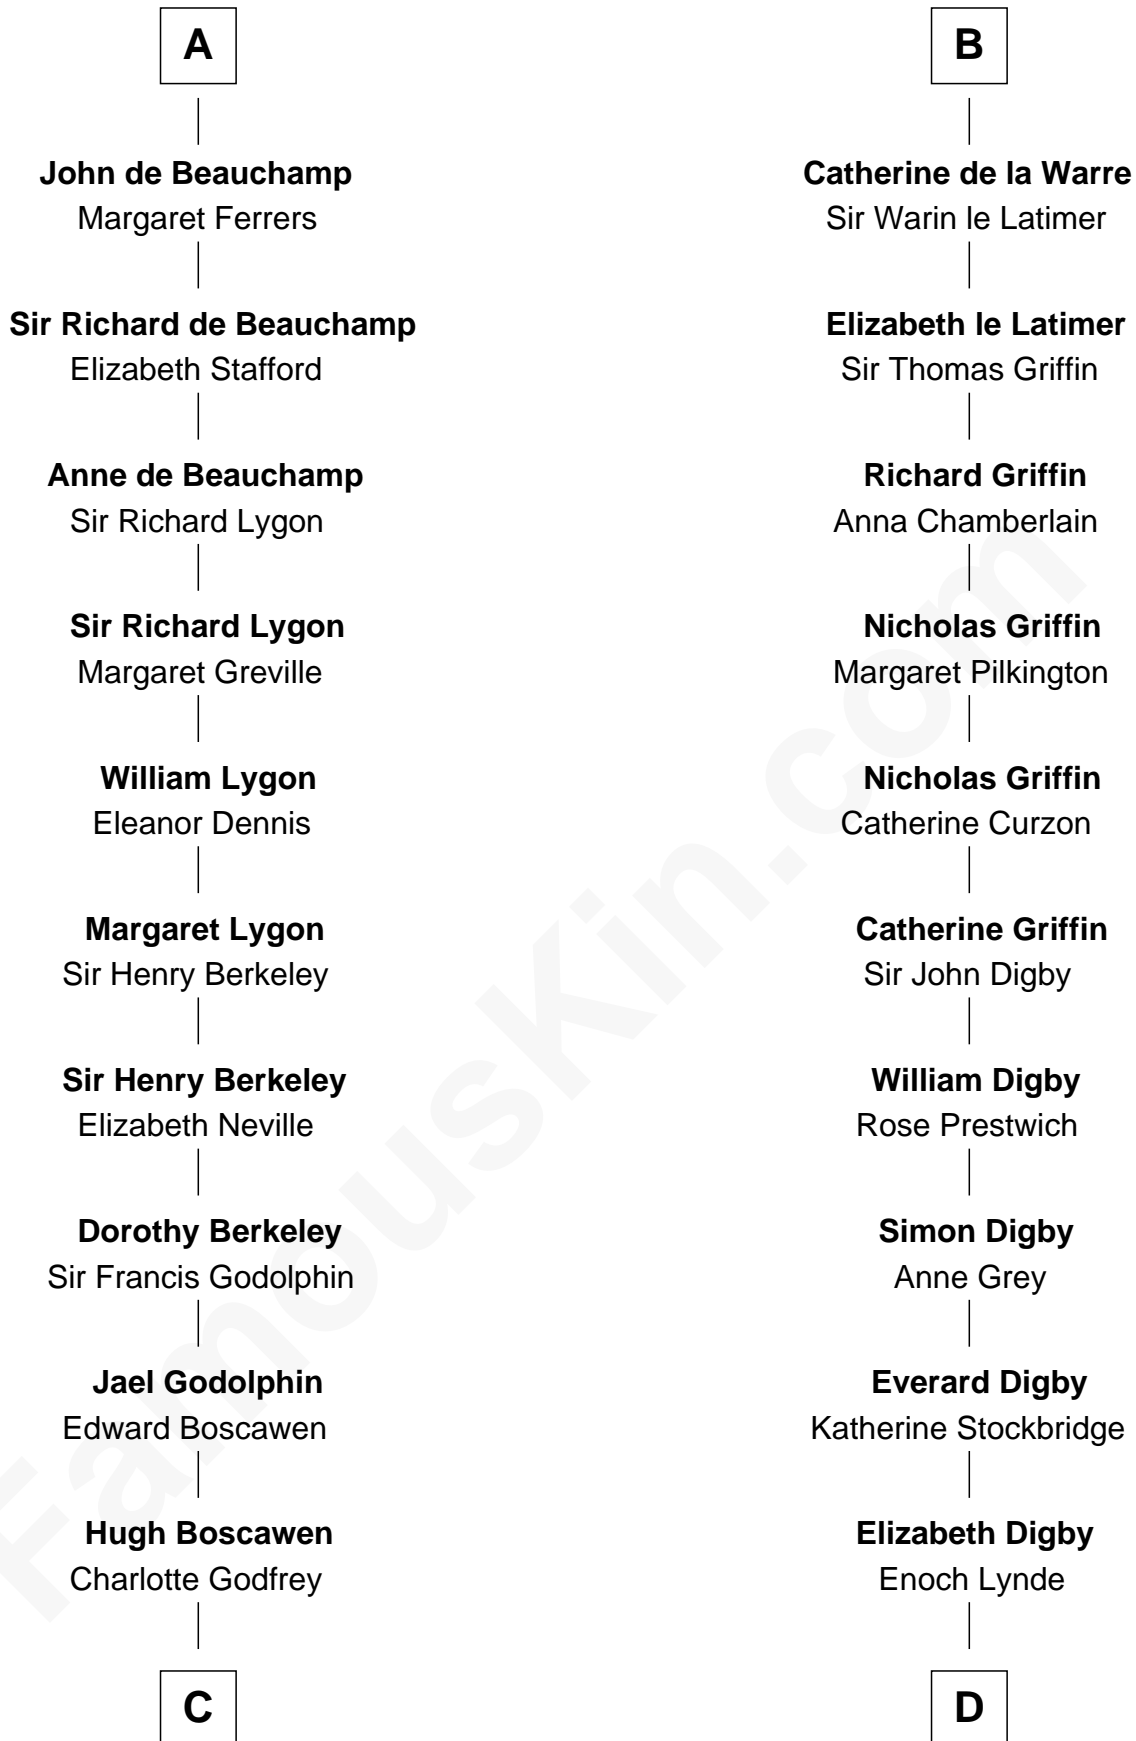 A
John de Beauchamp
Margaret Ferrers
Sir Richard de Beauchamp
Elizabeth Stafford
Anne de Beauchamp
Sir Richard Lygon
Sir Richard Lygon
Margaret Greville
William Lygon
Eleanor Dennis
Margaret Lygon
Sir Henry Berkeley
Sir Henry Berkeley
Elizabeth Neville
Dorothy Berkeley
Sir Francis Godolphin
Jael Godolphin
Edward Boscawen
Hugh Boscawen
Charlotte Godfrey
C
B
Catherine de la Warre
Sir Warin le Latimer
Elizabeth le Latimer
Sir Thomas Griffin
Richard Griffin
Anna Chamberlain
Nicholas Griffin
Margaret Pilkington
Nicholas Griffin
Catherine Curzon
Catherine Griffin
Sir John Digby
William Digby
Rose Prestwich
Simon Digby
Anne Grey
Everard Digby
Katherine Stockbridge
Elizabeth Digby
Enoch Lynde
D
FamousKin.com